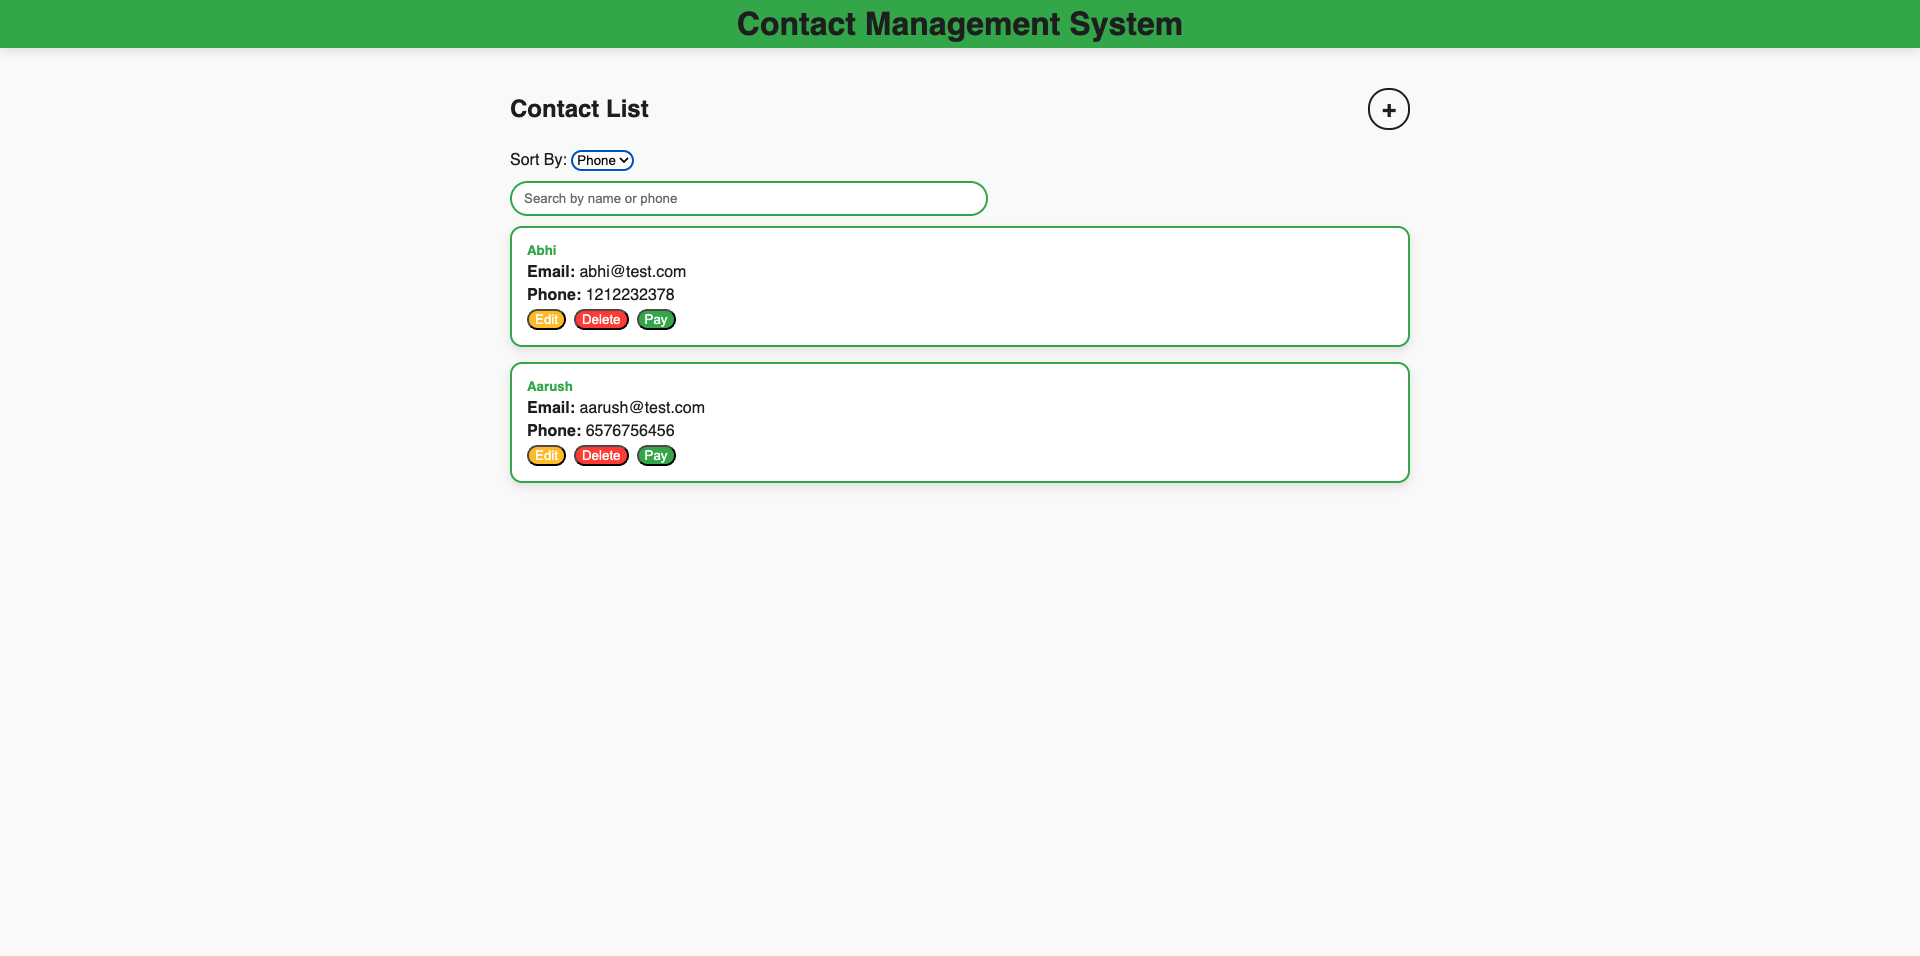 Contact Management System
Contact List
+
Sort By: Phone
Search by name or phone
Abhi
Email: abhi@test.com
Phone: 1212232378
Edit Delete Pay
Aarush
Email: aarush@test.com
Phone: 6576756456
Edit Delete Pay